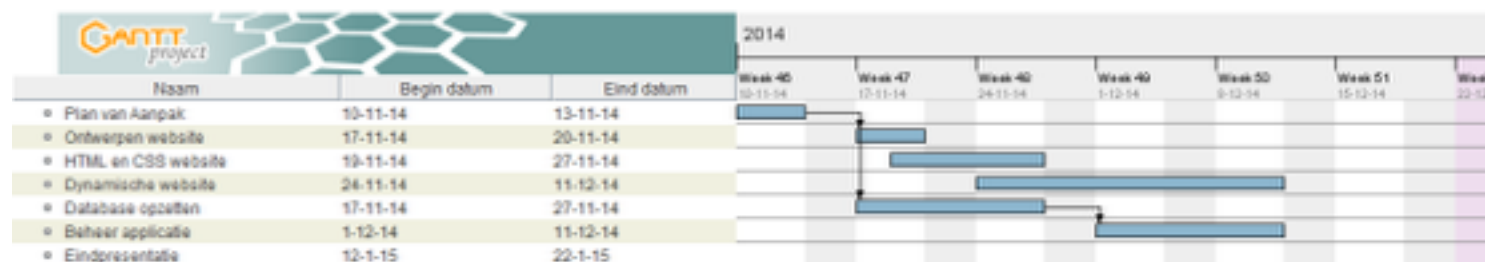 GANTT
project
2014
Naam Begin datum Eind datum
Week 46 Week 47 Week 48 Week 49 Week 50 Week 51
10-11-14 17-11-14 24-11-14 1-12-14 8-12-14 15-12-14
Plan van Aanpak 10-11-14 13-11-14
Ontwerpen website 17-11-14 20-11-14
HTML en CSS website 19-11-14 27-11-14
Dynamische website 24-11-14 11-12-14
Database opzetten 17-11-14 27-11-14
Beheer applicatie 1-12-14 11-12-14
Eindpresentatie 12-1-15 22-1-15